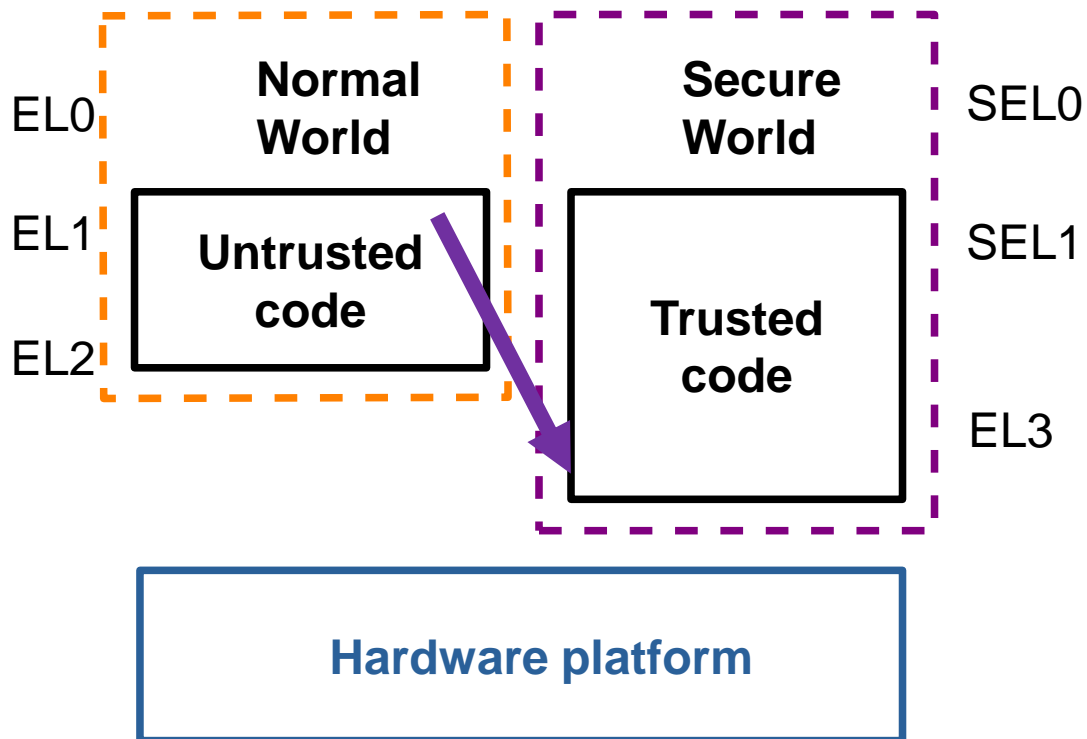 Normal
World
Secure
World
EL0
SEL0
EL1
SEL1
Untrusted
code
Trusted
code
EL2
EL3
Hardware platform